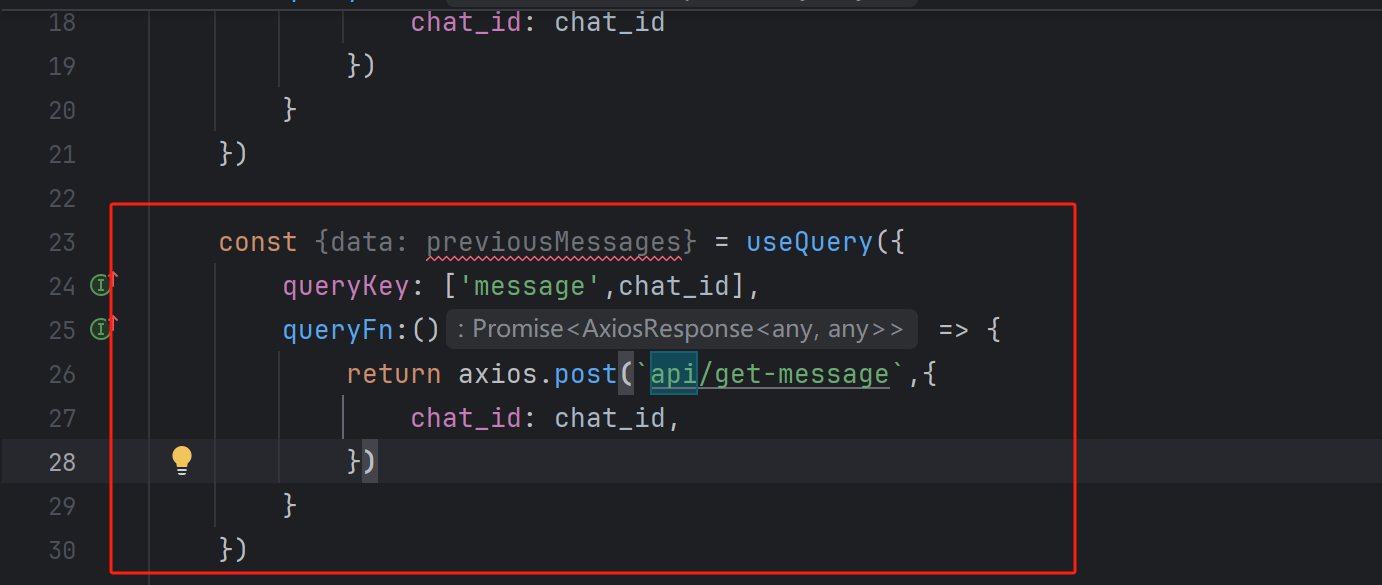 18 chat_id: chat_id
19 })
20 }
21 })
22
23 const {data: previousMessages} = useQuery({
24 queryKey: ['message',chat_id],
25 queryFn:() : Promise<AxiosResponse<any, any>> => {
26 return axios.post(`api/get-message`,{
27 chat_id: chat_id,
28 })
29 }
30 })